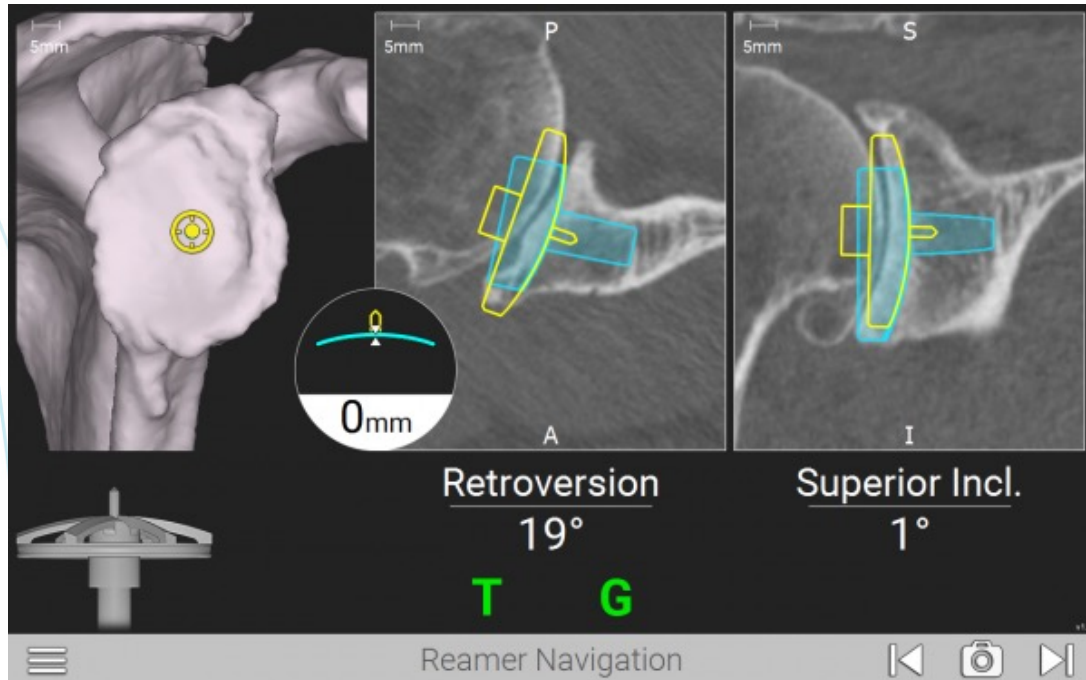 5mm
5mm
P
5mm
S
0mm
A
I
Retroversion
19°
Superior Incl.
1°
T G
Reamer Navigation